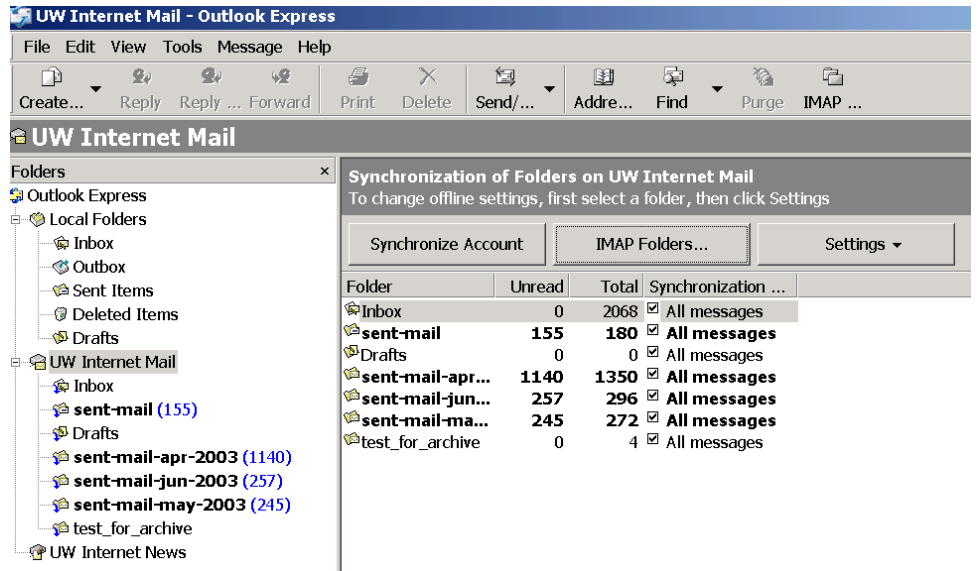 UW Internet Mail - Outlook Express
File Edit View Tools Message Help
Create... Reply Reply ... Forward Print Delete Send/... Addre... Find Purge IMAP ...
UW Internet Mail
Folders ×
Outlook Express
Local Folders
Inbox
Outbox
Sent Items
Deleted Items
Drafts
UW Internet Mail
Inbox
sent-mail (155)
Drafts
sent-mail-apr-2003 (1140)
sent-mail-jun-2003 (257)
sent-mail-may-2003 (245)
test_for_archive
UW Internet News
Synchronization of Folders on UW Internet Mail
To change offline settings, first select a folder, then click Settings
Synchronize Account IMAP Folders... Settings
Folder Unread Total Synchronization ...
Inbox 0 2068 All messages
sent-mail 155 180 All messages
Drafts 0 0 All messages
sent-mail-apr... 1140 1350 All messages
sent-mail-jun... 257 296 All messages
sent-mail-ma... 245 272 All messages
test_for_archive 0 4 All messages